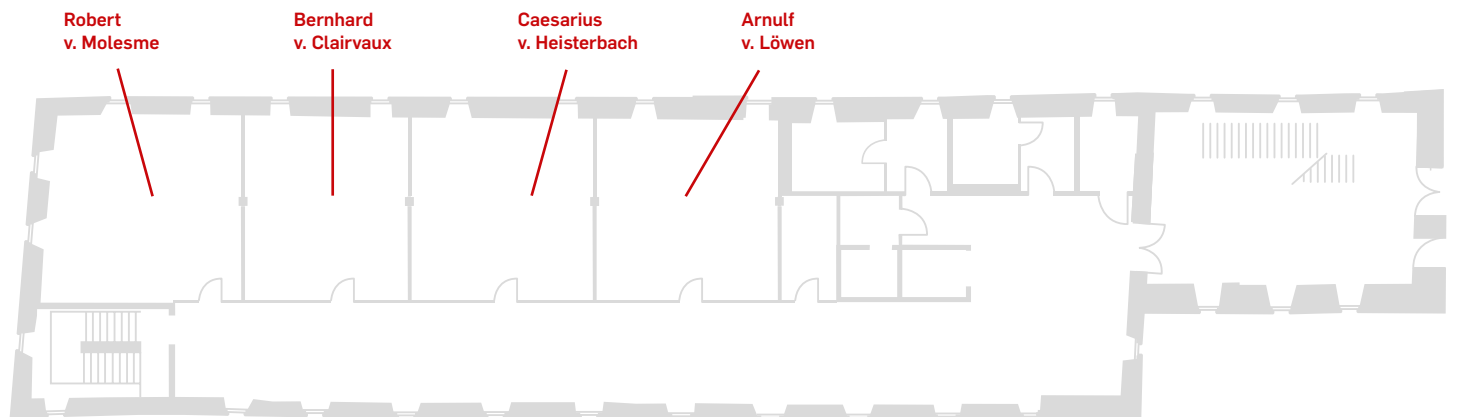 Robert
v. Molesme
Bernhard
v. Clairvaux
Caesarius
v. Heisterbach
Arnulf
v. Löwen